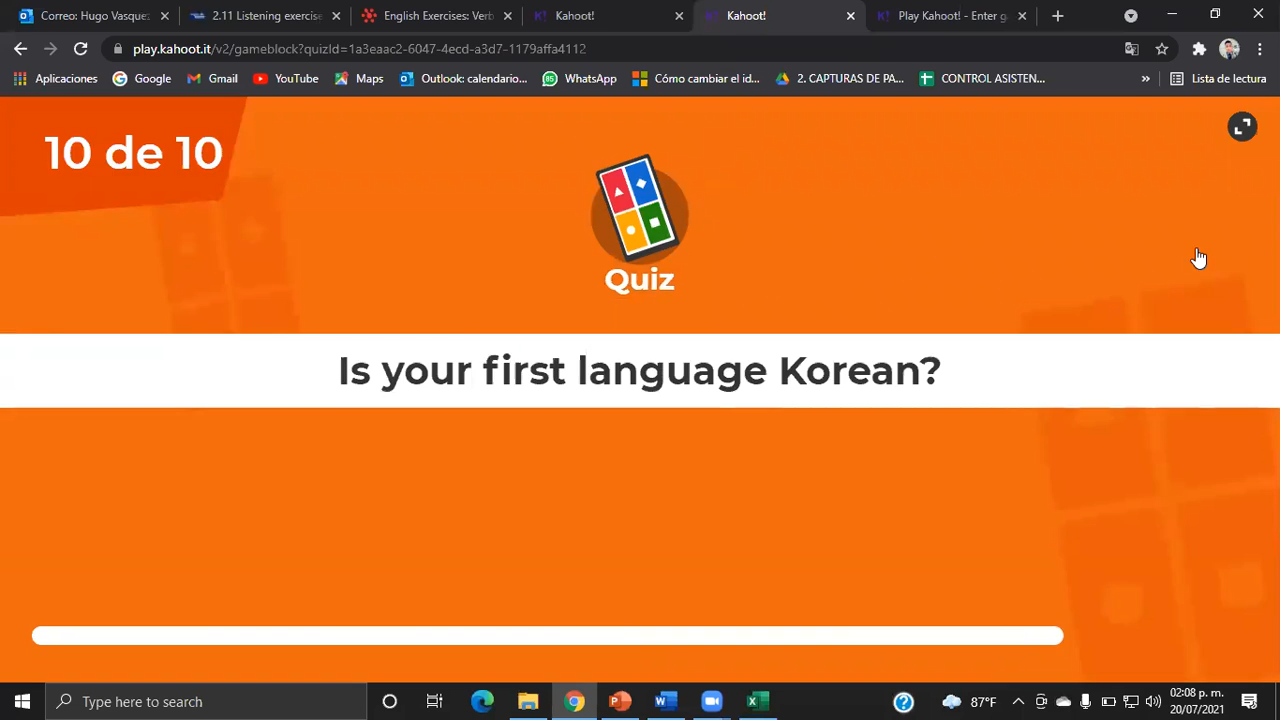 Correo: Hugo Vasquez
2.11 Listening exercise
English Exercises: Verb
Kahoot!
Kahoot!
Play Kahoot! - Enter g
play.kahoot.it/v2/gameblock?quizId=1a3eaac2-6047-4ecd-a3d7-1179affa4112
Aplicaciones
Google
Gmail
YouTube
Maps
Outlook: calendario...
85
WhatsApp
Cómo cambiar el id...
2. CAPTURAS DE PA...
CONTROL ASISTEN...
»
Lista de lectura
10 de 10
Quiz
Is your first language Korean?
Type here to search
87°F
02:08 p. m.
20/07/2021